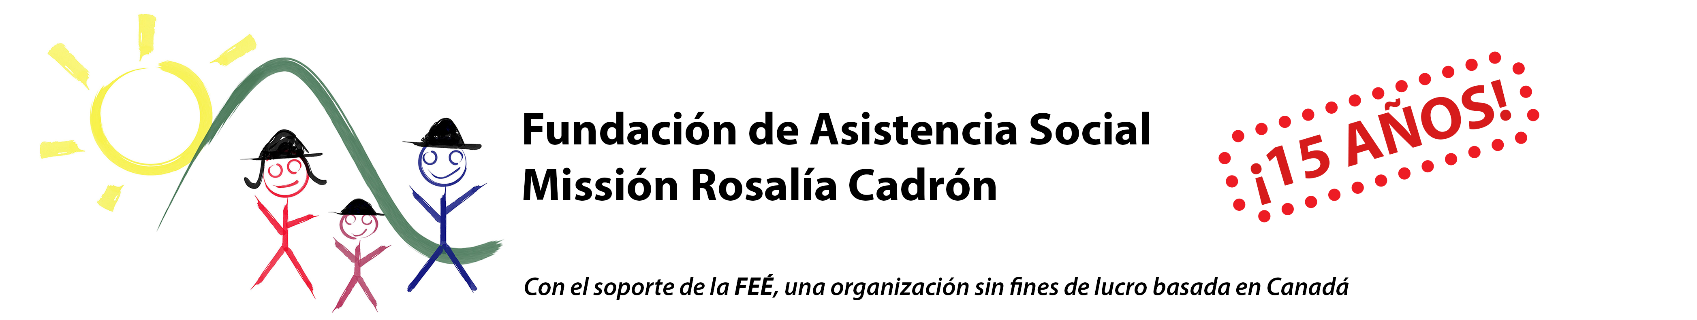 Fundación de Asistencia Social
Missión Rosalía Cadrón
¡15 AÑOS!
Con el soporte de la FEÉ, una organización sin fines de lucro basada en Canadá